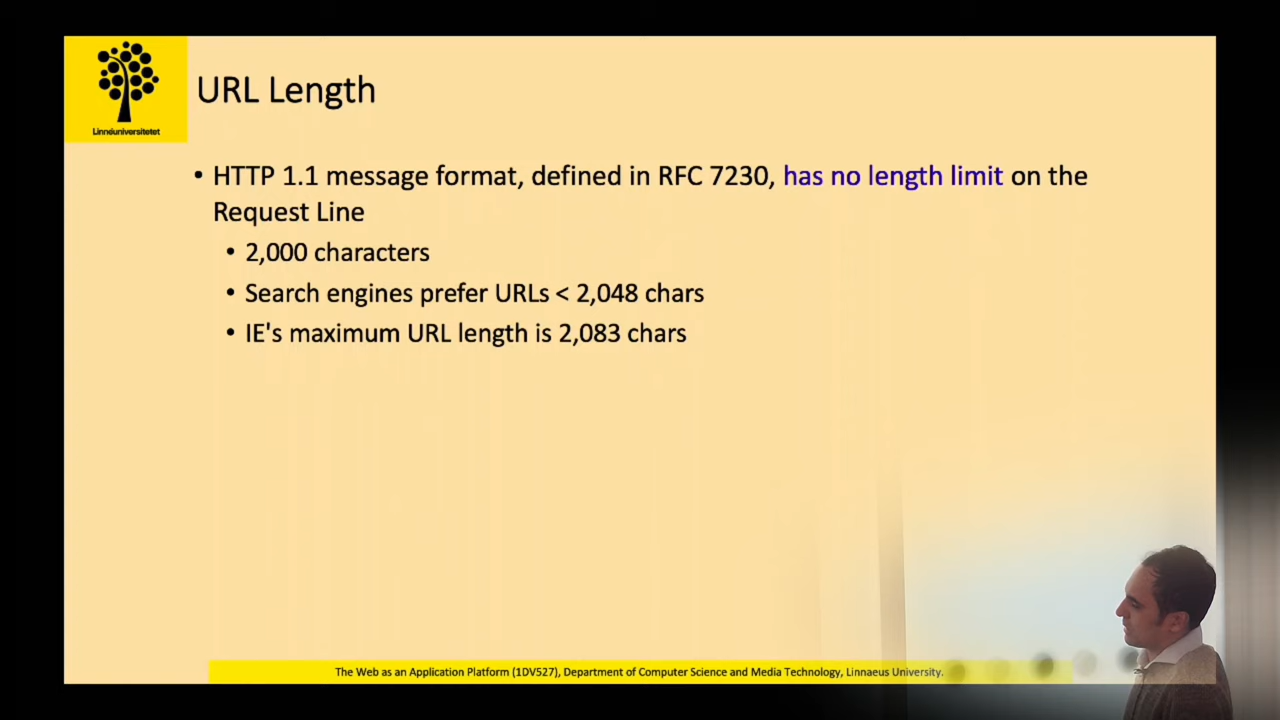 Linnéuniversitetet
URL Length
• HTTP 1.1 message format, defined in RFC 7230, has no length limit on the
Request Line
• 2,000 characters
• Search engines prefer URLs < 2,048 chars
• IE's maximum URL length is 2,083 chars
The Web as an Application Platform (1DV527), Department of Computer Science and Media Technology, Linnaeus University.